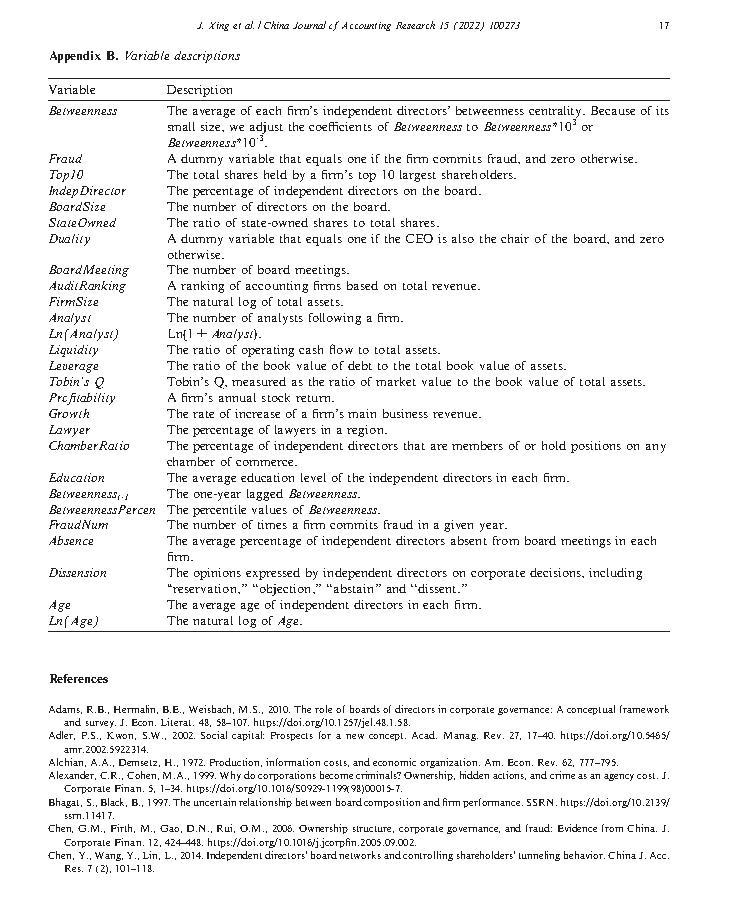 J. Xing et al. / China Journal of Accounting Research 15 (2022) 100273 17
Appendix B. Variable descriptions
Variable Description
Betweenness The average of each firm's independent directors' betweenness centrality. Because of its
small size, we adjust the coefficients of Betweenness to Betweenness*10³ or
Betweenness*10⁻³.
Fraud A dummy variable that equals one if the firm commits fraud, and zero otherwise.
Top10 The total shares held by a firm's top 10 largest shareholders.
IndepDirector The percentage of independent directors on the board.
BoardSize The number of directors on the board.
StateOwned The ratio of state-owned shares to total shares.
Duality A dummy variable that equals one if the CEO is also the chair of the board, and zero
otherwise.
BoardMeeting The number of board meetings.
AuditRanking A ranking of accounting firms based on total revenue.
FirmSize The natural log of total assets.
Analyst The number of analysts following a firm.
Ln(Analyst) Ln(1 + Analyst).
Liquidity The ratio of operating cash flow to total assets.
Leverage The ratio of the book value of debt to the total book value of assets.
Tobin's Q Tobin's Q, measured as the ratio of market value to the book value of total assets.
Profitability A firm's annual stock return.
Growth The rate of increase of a firm's main business revenue.
Lawyer The percentage of lawyers in a region.
ChamberRatio The percentage of independent directors that are members of or hold positions on any
chamber of commerce.
Education The average education level of the independent directors in each firm.
Betweennessₜ₋₁ The one-year lagged Betweenness.
BetweennessPercen The percentile values of Betweenness.
FraudNum The number of times a firm commits fraud in a given year.
Absence The average percentage of independent directors absent from board meetings in each
firm.
Dissension The opinions expressed by independent directors on corporate decisions, including
"reservation," "objection," "abstain" and "dissent."
Age The average age of independent directors in each firm.
Ln(Age) The natural log of Age.
References
Adams, R.B., Hermalin, B.E., Weisbach, M.S., 2010. The role of boards of directors in corporate governance: A conceptual framework
and survey. J. Econ. Literat. 48, 58–107. https://doi.org/10.1257/jel.48.1.58.
Adler, P.S., Kwon, S.W., 2002. Social capital: Prospects for a new concept. Acad. Manag. Rev. 27, 17–40. https://doi.org/10.5465/
amr.2002.5922314.
Alchian, A.A., Demsetz, H., 1972. Production, information costs, and economic organization. Am. Econ. Rev. 62, 777–795.
Alexander, C.R., Cohen, M.A., 1999. Why do corporations become criminals? Ownership, hidden actions, and crime as an agency cost. J.
Corporate Finan. 5, 1–34. https://doi.org/10.1016/S0929-1199(98)00015-7.
Bhagat, S., Black, B., 1997. The uncertain relationship between board composition and firm performance. SSRN. https://doi.org/10.2139/
ssrn.11417.
Chen, G.M., Firth, M., Gao, D.N., Rui, O.M., 2006. Ownership structure, corporate governance, and fraud: Evidence from China. J.
Corporate Finan. 12, 424–448. https://doi.org/10.1016/j.jcorpfin.2005.09.002.
Chen, Y., Wang, Y., Lin, L., 2014. Independent directors' board networks and controlling shareholders' tunneling behavior. China J. Acc.
Res. 7 (2), 101–118.